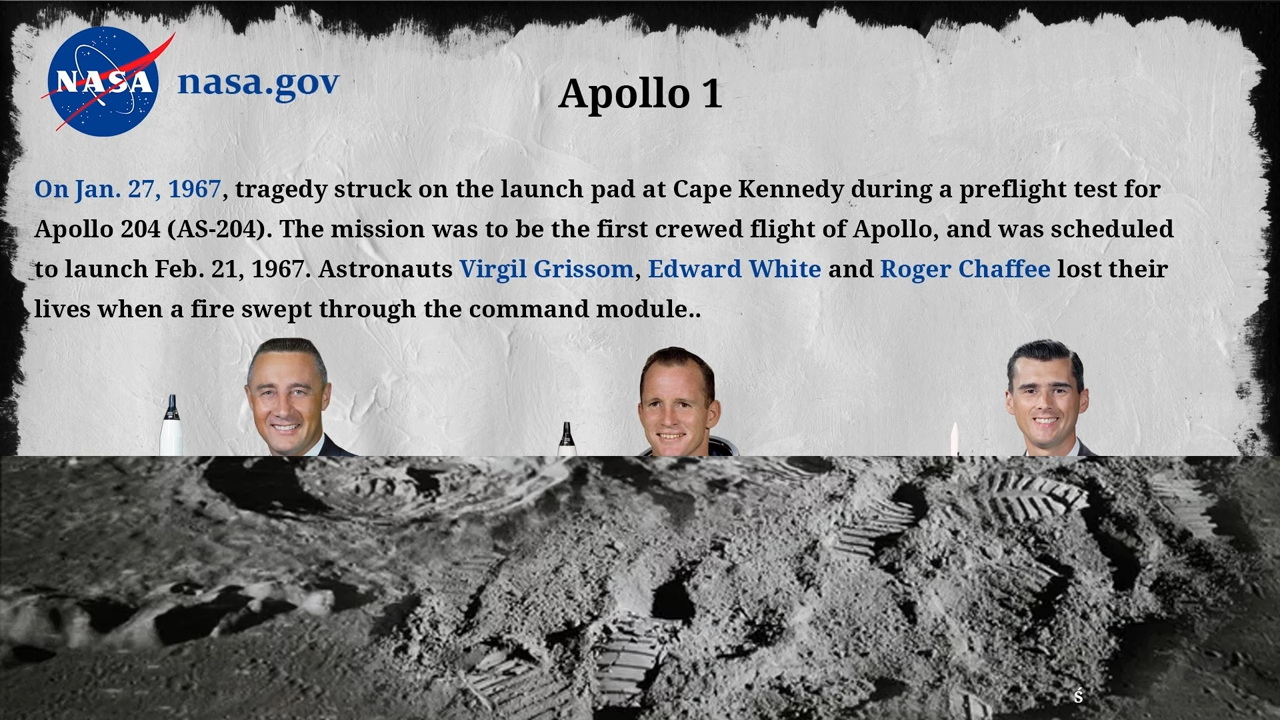 NASA
nasa.gov
Apollo 1
On Jan. 27, 1967, tragedy struck on the launch pad at Cape Kennedy during a preflight test for
Apollo 204 (AS-204). The mission was to be the first crewed flight of Apollo, and was scheduled
to launch Feb. 21, 1967. Astronauts Virgil Grissom, Edward White and Roger Chaffee lost their
lives when a fire swept through the command module..
Ś